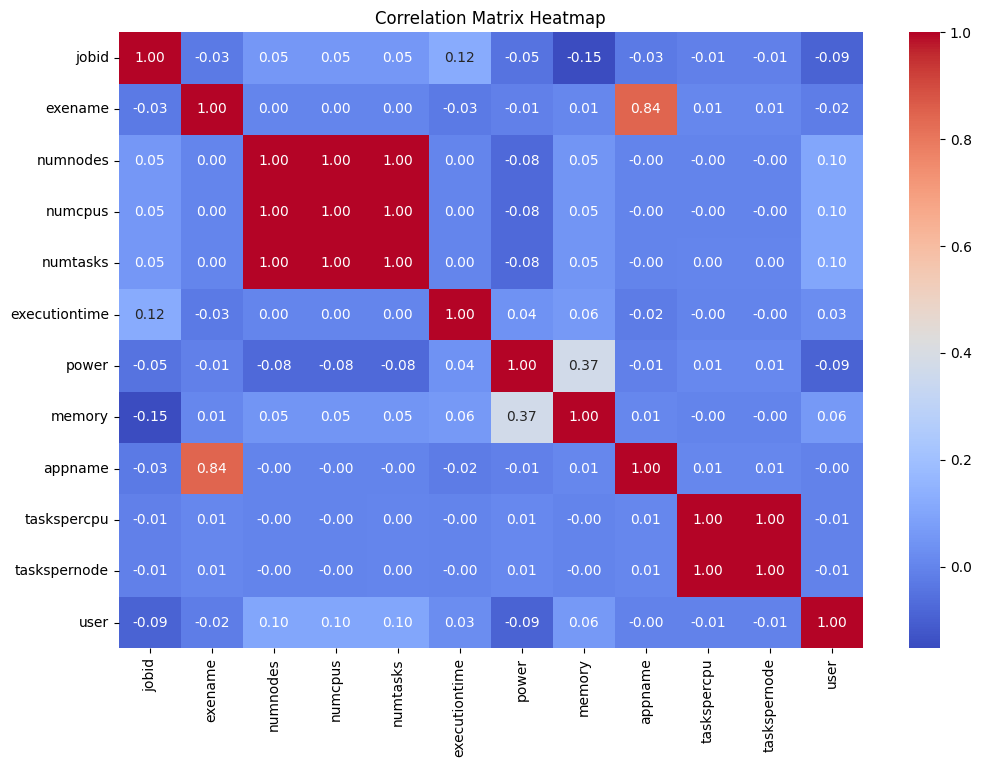 Correlation Matrix Heatmap
jobid 1.00 -0.03 0.05 0.05 0.05 0.12 -0.05 -0.15 -0.03 -0.01 -0.01 -0.09
exename -0.03 1.00 0.00 0.00 0.00 -0.03 -0.01 0.01 0.84 0.01 0.01 -0.02
numnodes 0.05 0.00 1.00 1.00 1.00 0.00 -0.08 0.05 -0.00 -0.00 -0.00 0.10
numcpus 0.05 0.00 1.00 1.00 1.00 0.00 -0.08 0.05 -0.00 -0.00 -0.00 0.10
numtasks 0.05 0.00 1.00 1.00 1.00 0.00 -0.08 0.05 -0.00 0.00 0.00 0.10
executiontime 0.12 -0.03 0.00 0.00 0.00 1.00 0.04 0.06 -0.02 -0.00 -0.00 0.03
power -0.05 -0.01 -0.08 -0.08 -0.08 0.04 1.00 0.37 -0.01 0.01 0.01 -0.09
memory -0.15 0.01 0.05 0.05 0.05 0.06 0.37 1.00 0.01 -0.00 -0.00 0.06
appname -0.03 0.84 -0.00 -0.00 -0.00 -0.02 -0.01 0.01 1.00 0.01 0.01 -0.00
taskspercpu -0.01 0.01 -0.00 -0.00 0.00 -0.00 0.01 -0.00 0.01 1.00 1.00 -0.01
taskspernode -0.01 0.01 -0.00 -0.00 0.00 -0.00 0.01 -0.00 0.01 1.00 1.00 -0.01
user -0.09 -0.02 0.10 0.10 0.10 0.03 -0.09 0.06 -0.00 -0.01 -0.01 1.00
jobid exename numnodes numcpus numtasks executiontime power memory appname taskspercpu taskspernode user
1.0
0.8
0.6
0.4
0.2
0.0